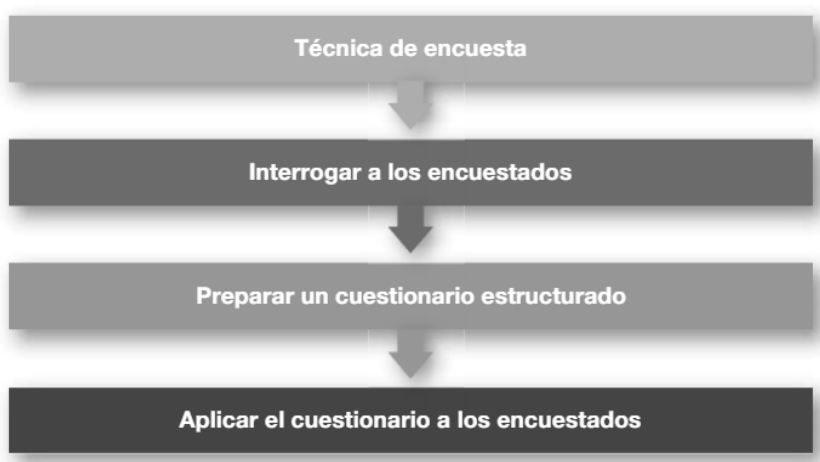 Técnica de encuesta
Interrogar a los encuestados
Preparar un cuestionario estructurado
Aplicar el cuestionario a los encuestados